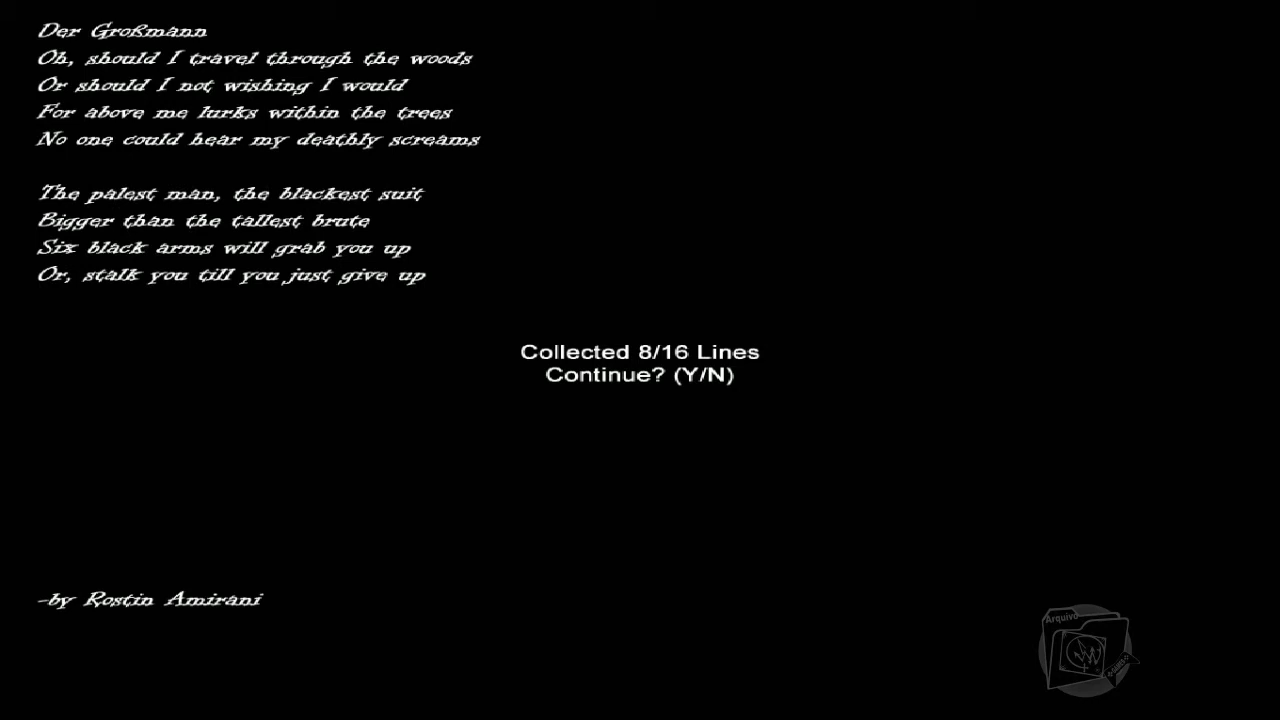 Der Großmann
Oh, should I travel through the woods
Or should I not wishing I would
For above me lurks within the trees
No one could hear my deathly screams
The palest man, the blackest suit
Bigger than the tallest brute
Six black arms will grab you up
Or, stalk you till you just give up
Collected 8/16 Lines
Continue? (Y/N)
-by Rostin Amirani
Arquivo